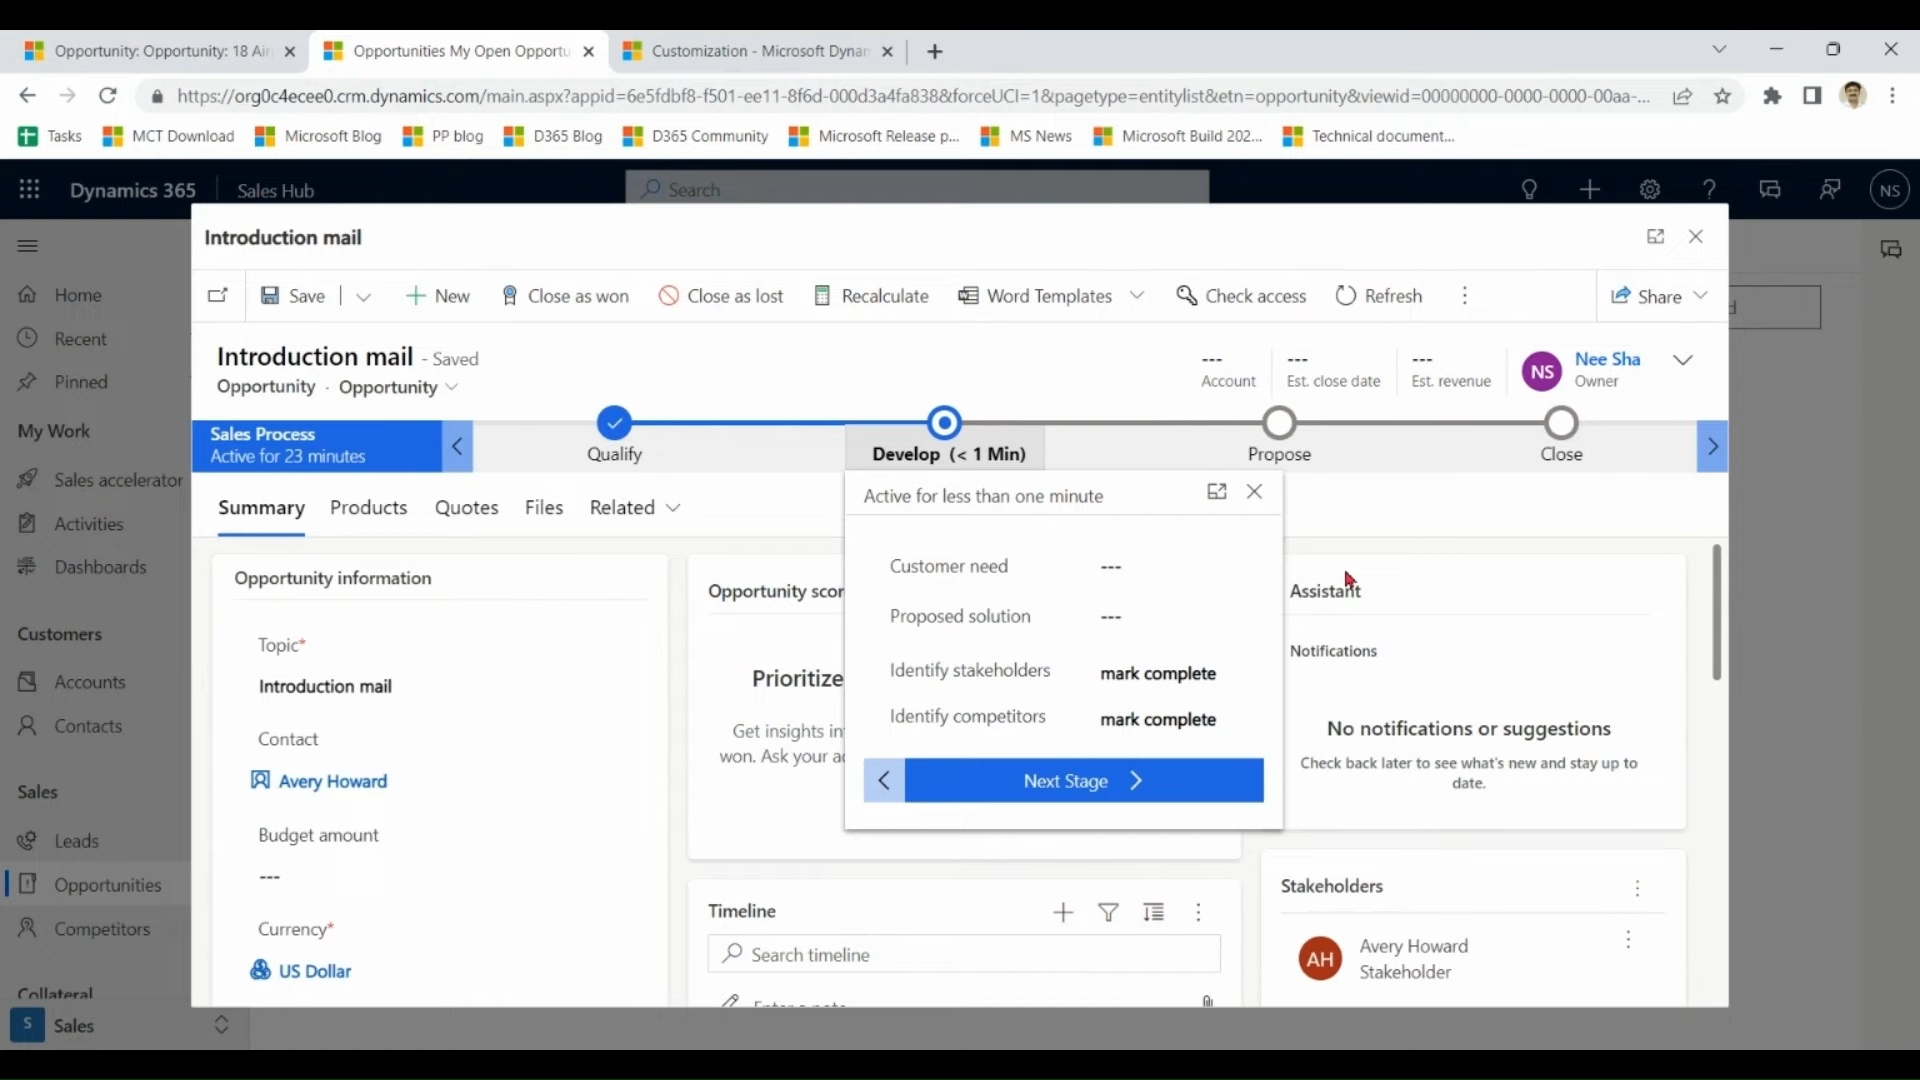 Opportunity: Opportunity: 18 Air
Opportunities My Open Opportu
Customization - Microsoft Dynan
https://org0c4ecee0.crm.dynamics.com/main.aspx?appid=6e5fdbf8-f501-ee11-8f6d-000d3a4fa838&forceUCI=1&pagetype=entitylist&etn=opportunity&viewid=00000000-0000-0000-00aa-...
Tasks MCT Download Microsoft Blog PP blog D365 Blog D365 Community Microsoft Release p... MS News Microsoft Build 202... Technical document...
Dynamics 365 Sales Hub Search NS
Introduction mail
Save New Close as won Close as lost Recalculate Word Templates Check access Refresh Share
Introduction mail - Saved
Opportunity · Opportunity
--- --- --- NS Nee Sha
Account Est. close date Est. revenue Owner
Sales Process
Active for 23 minutes
Qualify
Develop (< 1 Min)
Propose
Close
Summary Products Quotes Files Related
Active for less than one minute
Customer need ---
Proposed solution ---
Identify stakeholders mark complete
Identify competitors mark complete
Next Stage
Opportunity information
Topic*
Introduction mail
Contact
Avery Howard
Budget amount
---
Currency*
US Dollar
Opportunity scor
Prioritize
Get insights in
won. Ask your a
Timeline
Search timeline
Enter a note
Assistant
Notifications
No notifications or suggestions
Check back later to see what's new and stay up to
date.
Stakeholders
AH Avery Howard
Stakeholder
Home
Recent
Pinned
My Work
Sales accelerator
Activities
Dashboards
Customers
Accounts
Contacts
Sales
Leads
Opportunities
Competitors
Collateral
S Sales